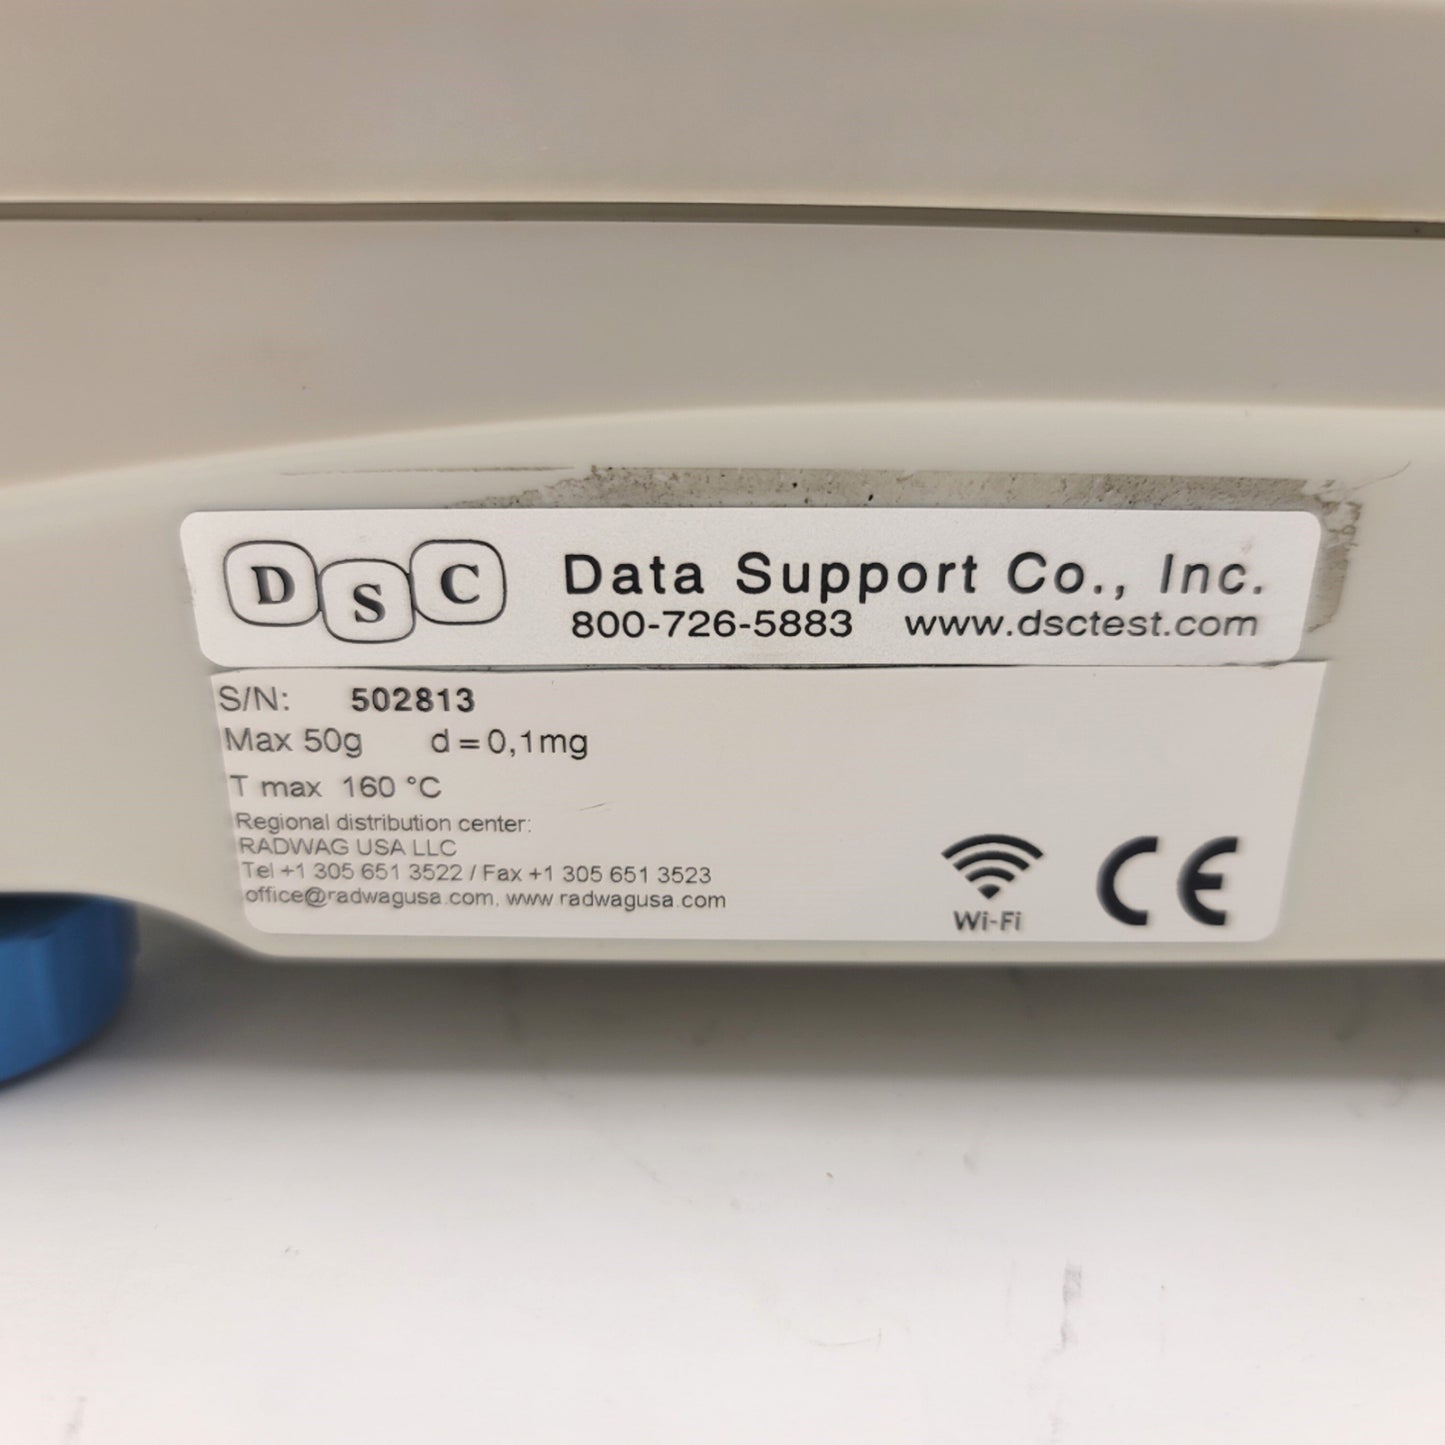 DSC Data Support Co., Inc.
800-726-5883 www.dsctest.com
S/N: 502813
Max 50g d=0,1mg
T max 160 °C
Regional distribution center:
RADWAG USA LLC
Tel +1 305 651 3522 / Fax +1 305 651 3523
office@radwagusa.com, www.radwagusa.com
Wi-Fi
CE